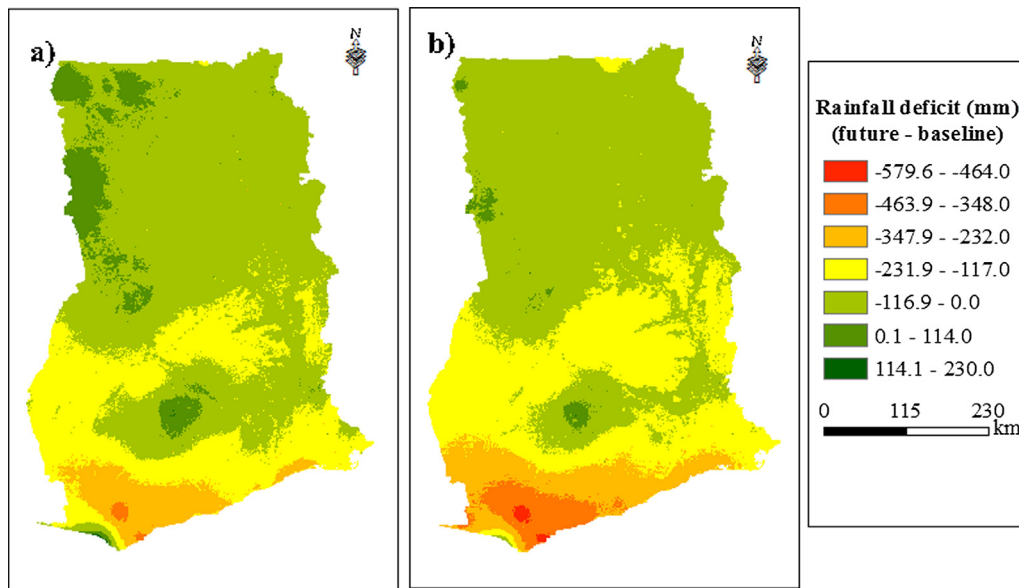 a)
N
b)
N
Rainfall deficit (mm)
(future - baseline)
-579.6 - -464.0
-463.9 - -348.0
-347.9 - -232.0
-231.9 - -117.0
-116.9 - 0.0
0.1 - 114.0
114.1 - 230.0
0 115 230
km